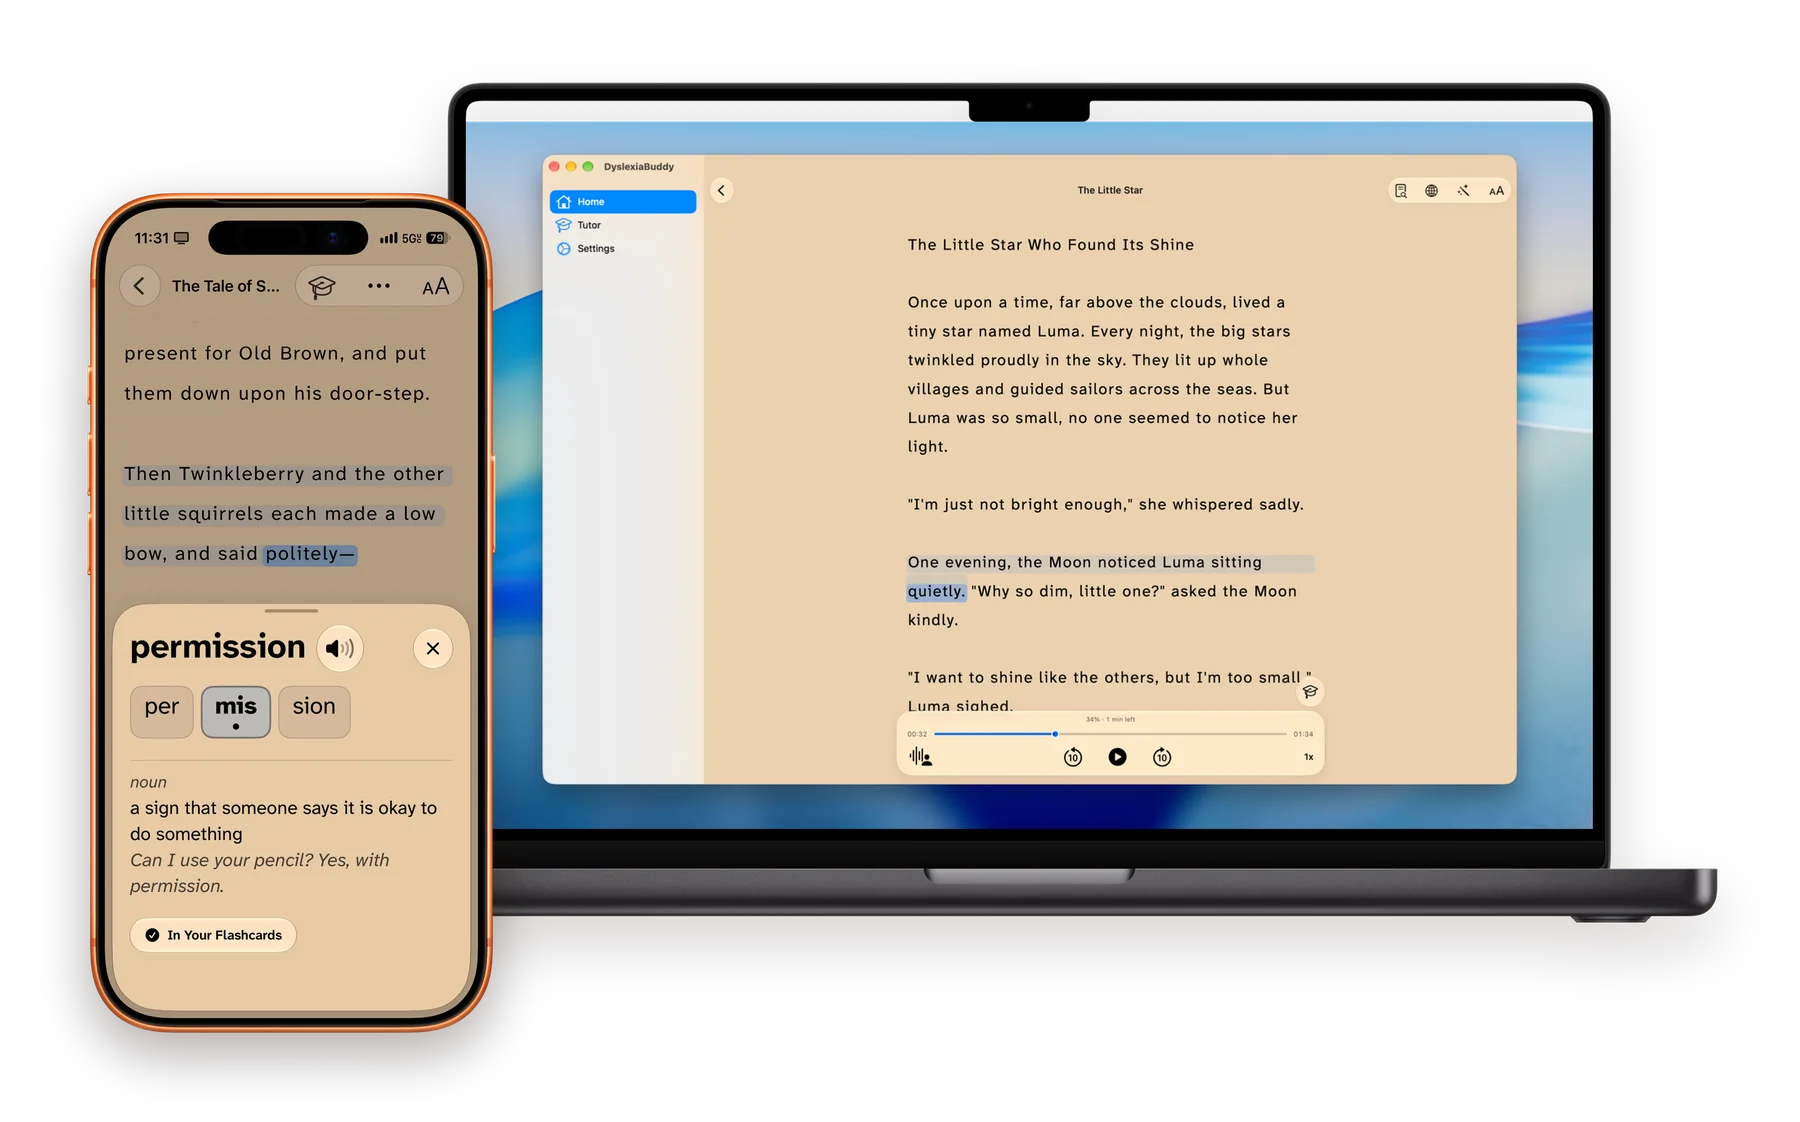 11:31
5G
79
The Tale of S...
AA
present for Old Brown, and put
them down upon his door-step.
Then Twinkleberry and the other
little squirrels each made a low
bow, and said politely—
permission
per mis sion
noun
a sign that someone says it is okay to
do something
Can I use your pencil? Yes, with
permission.
In Your Flashcards
DyslexiaBuddy
Home
Tutor
Settings
The Little Star
AA
The Little Star Who Found Its Shine
Once upon a time, far above the clouds, lived a
tiny star named Luma. Every night, the big stars
twinkled proudly in the sky. They lit up whole
villages and guided sailors across the seas. But
Luma was so small, no one seemed to notice her
light.
"I'm just not bright enough," she whispered sadly.
One evening, the Moon noticed Luma sitting
quietly. "Why so dim, little one?" asked the Moon
kindly.
"I want to shine like the others, but I'm too small."
Luma sighed.
34% · 1 min left
00:32
01:34
10
10
1x